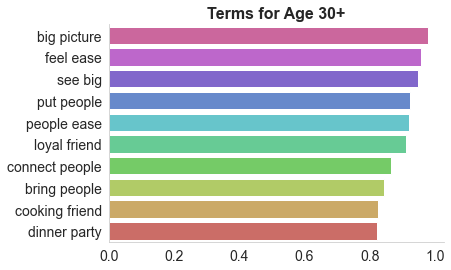 Terms for Age 30+
big picture
feel ease
see big
put people
people ease
loyal friend
connect people
bring people
cooking friend
dinner party
0.0 0.2 0.4 0.6 0.8 1.0